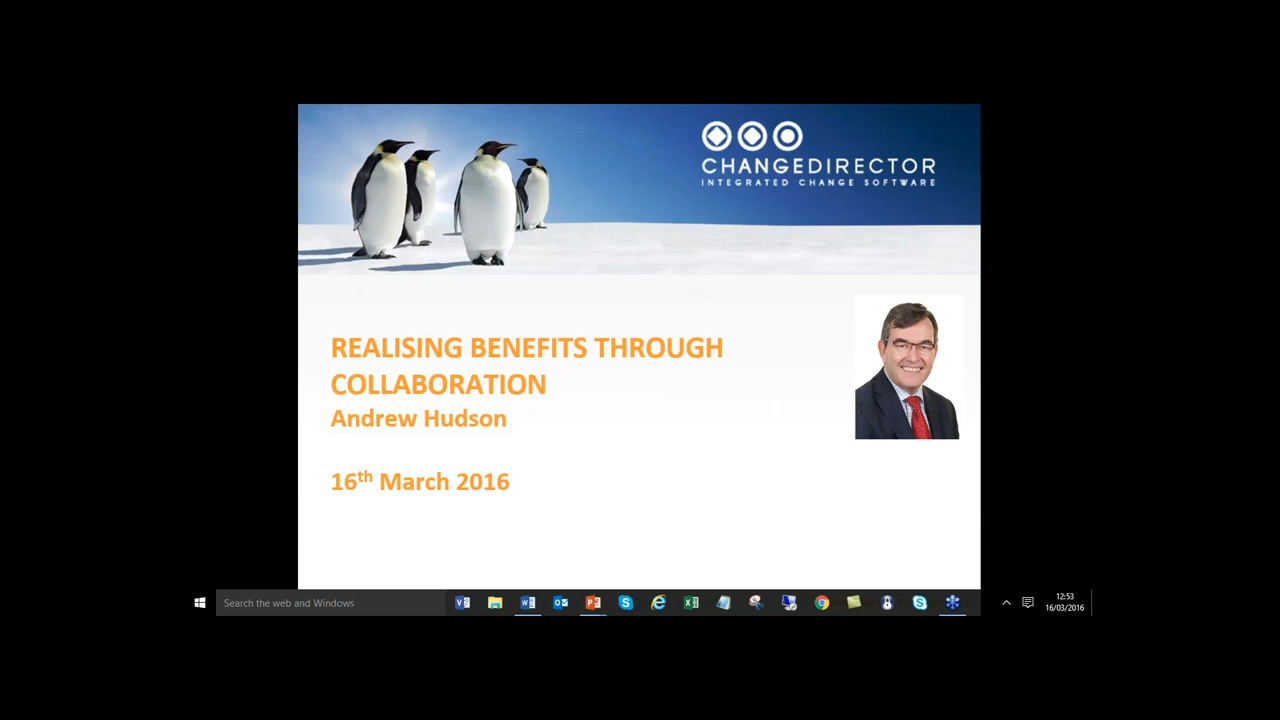 CHANGEDIRECTOR
INTEGRATED CHANGE SOFTWARE
REALISING BENEFITS THROUGH
COLLABORATION
Andrew Hudson
16th March 2016
Search the web and Windows
12:53
16/03/2016